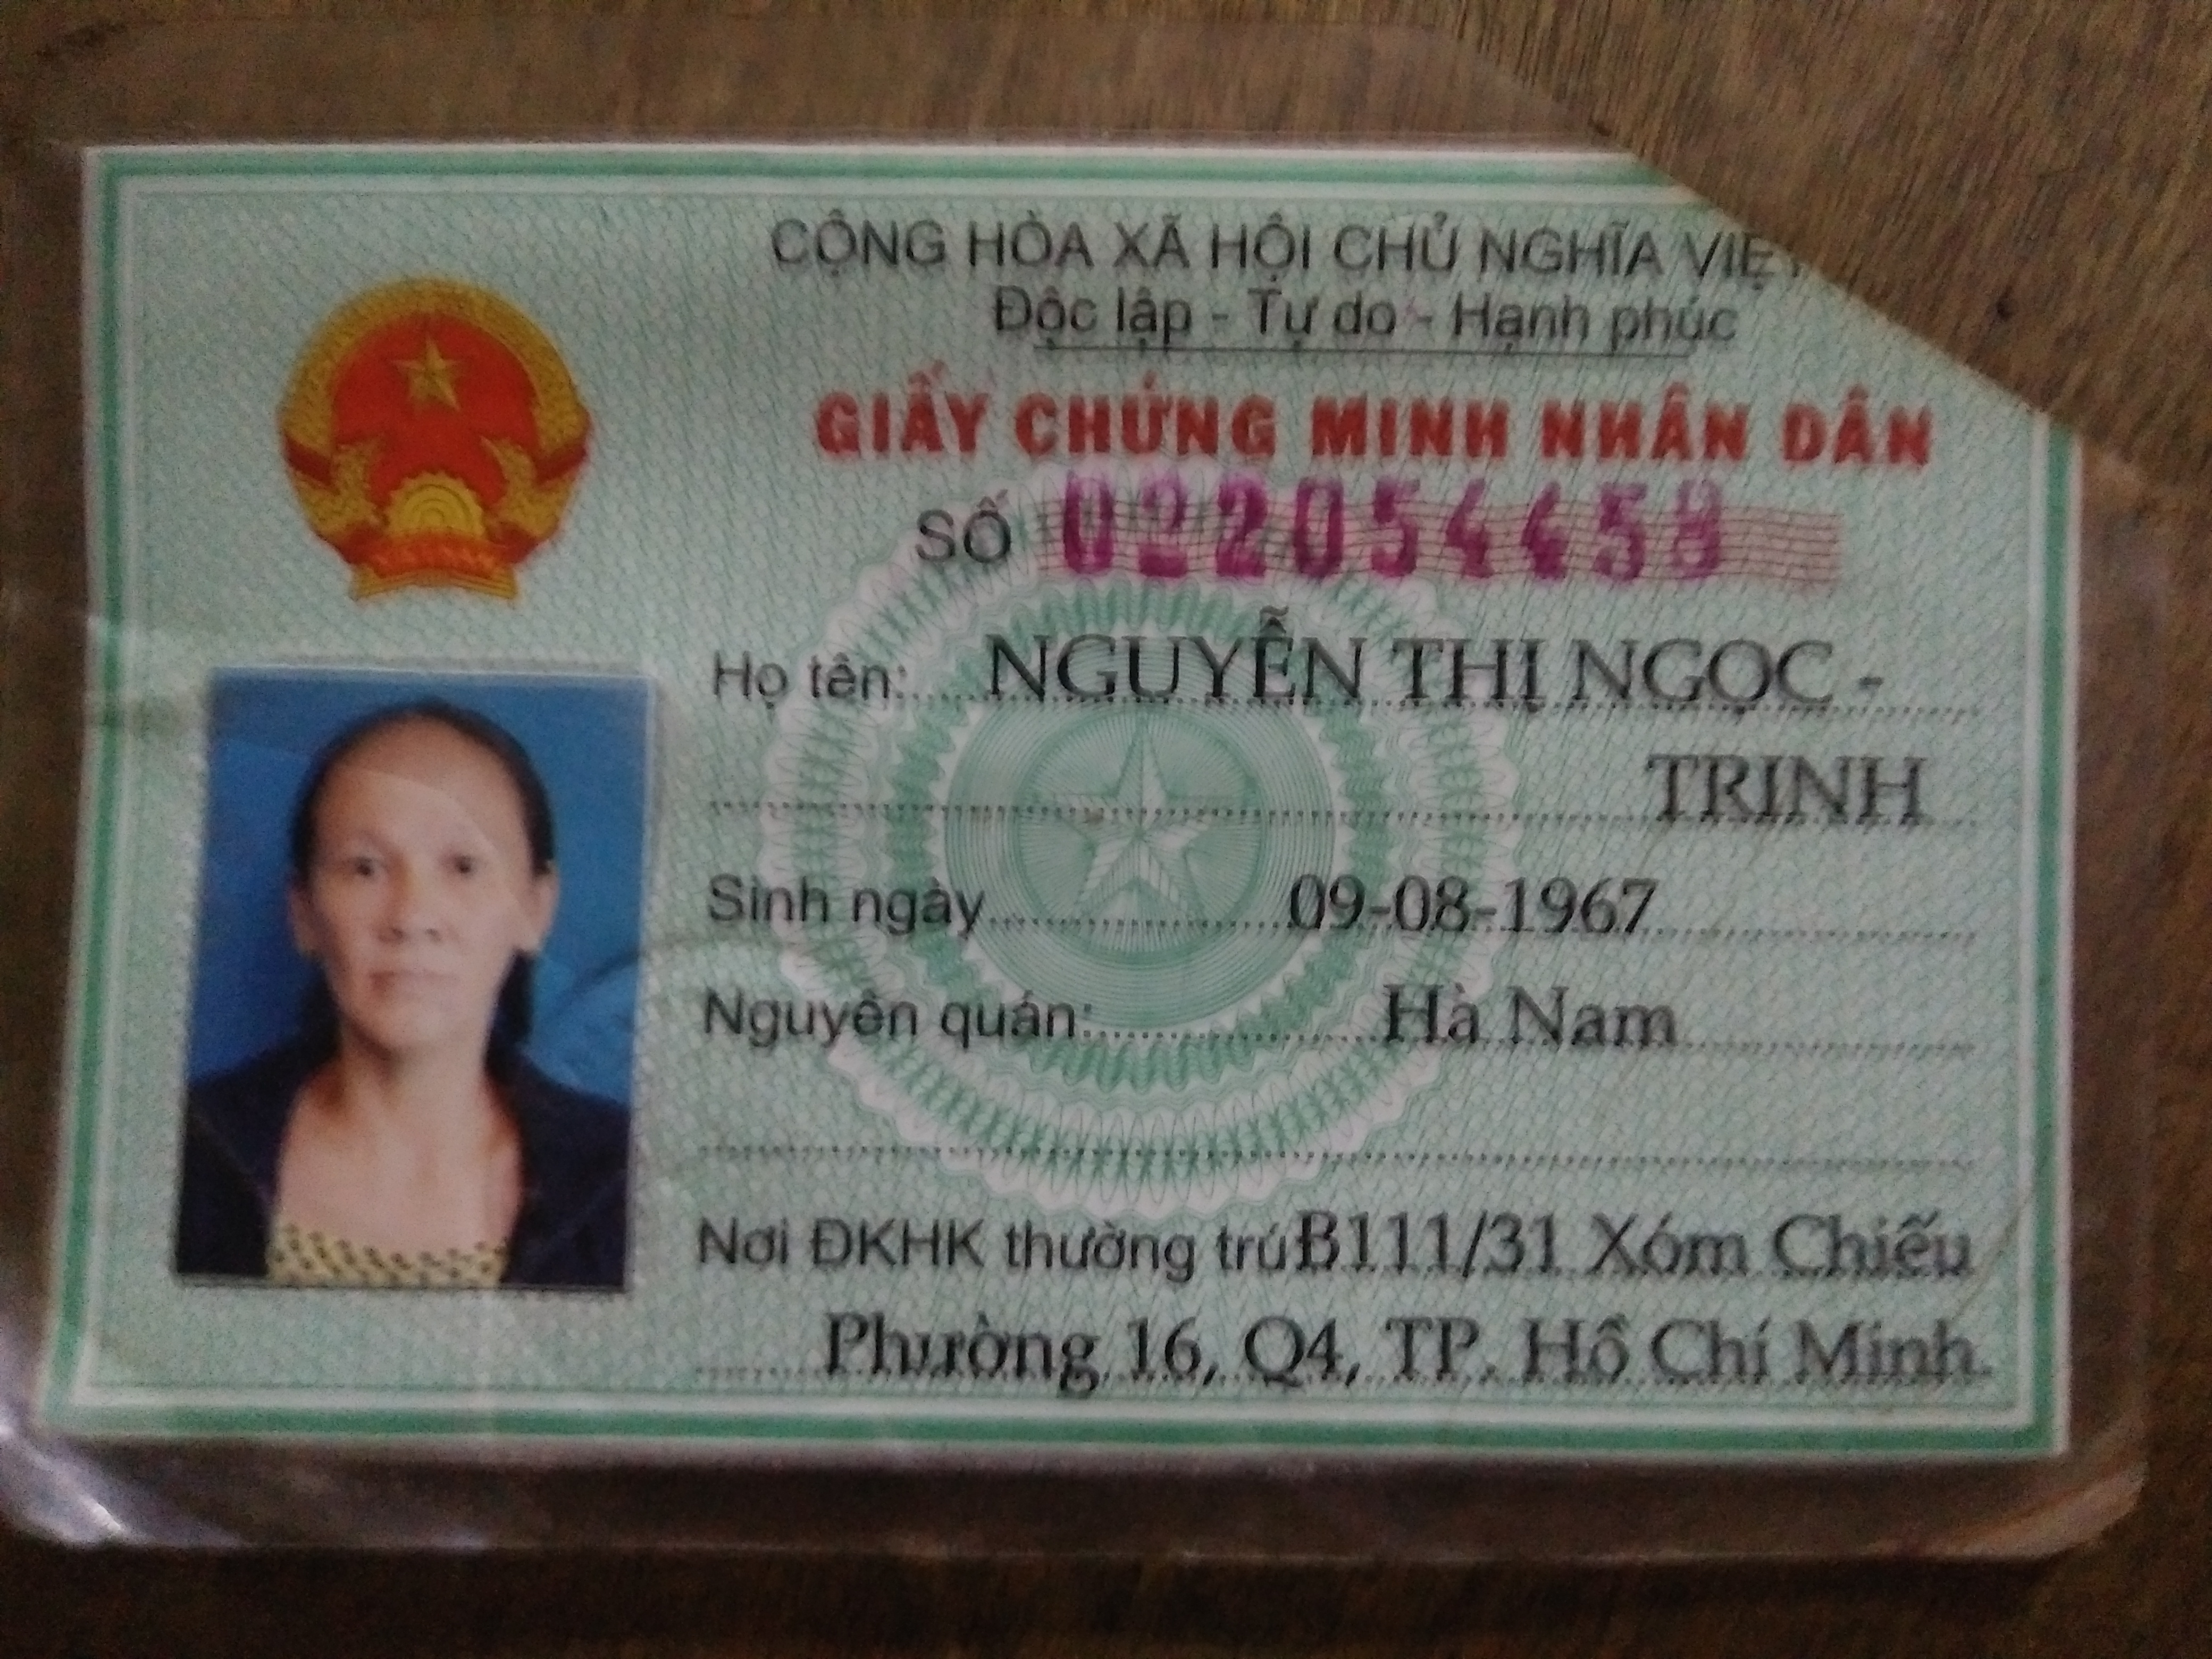 CỘNG HÒA XÃ HỘI CHỦ NGHĨA VIỆT
Độc lập - Tự do - Hạnh phúc
GIẤY CHỨNG MINH NHÂN DÂN
SỐ 022054458
Họ tên: NGUYỄN THỊ NGỌC -
TRINH
Sinh ngày 09-08-1967
Nguyên quán: Hà Nam
Nơi ĐKHK thường trú B111/31 Xóm Chiếu
Phường 16, Q4, TP. Hồ Chí Minh.